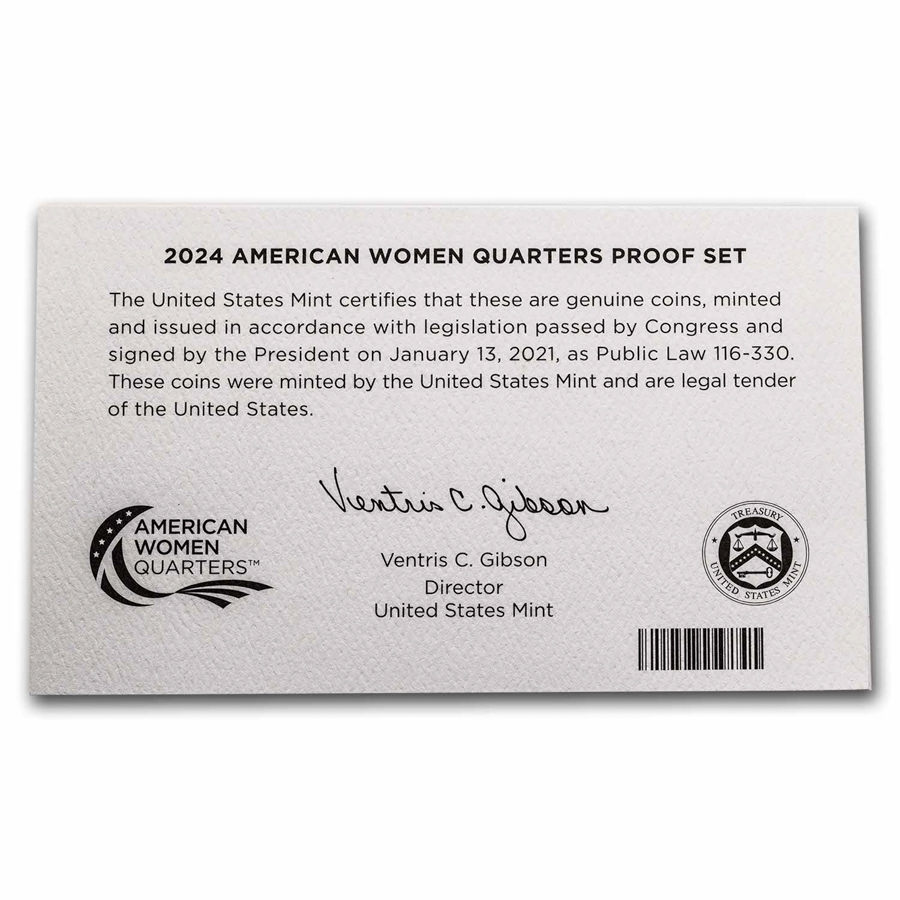 2024 AMERICAN WOMEN QUARTERS PROOF SET
The United States Mint certifies that these are genuine coins, minted
and issued in accordance with legislation passed by Congress and
signed by the President on January 13, 2021, as Public Law 116-330.
These coins were minted by the United States Mint and are legal tender
of the United States.
Ventris C. Gibson
AMERICAN
WOMEN
QUARTERS™
Ventris C. Gibson
Director
United States Mint
TREASURY
UNITED STATES MINT